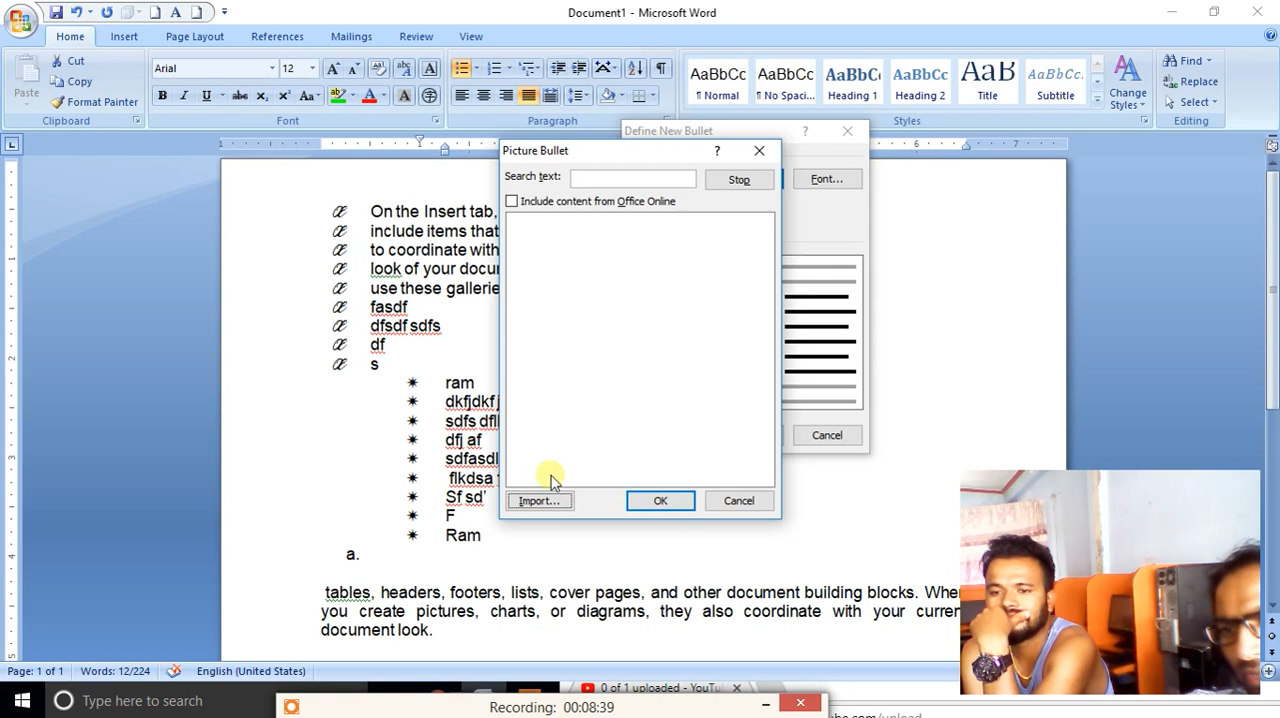 Document1 - Microsoft Word
Home Insert Page Layout References Mailings Review View
Paste
Cut
Copy
Format Painter
Clipboard
Arial 12
Font
Paragraph
AaBbCc
¶ Normal
AaBbCc
¶ No Spaci...
AaBbCc
Heading 1
AaBbCc
Heading 2
AaB
Title
AaBbCc
Subtitle
Change
Styles
Styles
Find
Replace
Select
Editing
Define New Bullet
Font...
Cancel
Picture Bullet
Search text:
Stop
Include content from Office Online
Import...
OK
Cancel
On the Insert tab,
include items that
to coordinate with
look of your docu
use these gallerie
fasdf
dfsdf sdfs
df
s
ram
dkfjdkf j
sdfs dfl
dfj af
sdfasdl
flkdsa
Sf sd'
F
Ram
a.
tables, headers, footers, lists, cover pages, and other document building blocks. When
you create pictures, charts, or diagrams, they also coordinate with your curren
document look.
Page: 1 of 1 Words: 12/224 English (United States)
Type here to search
0 of 1 uploaded - YouTu
Recording: 00:08:39
be.com/upload